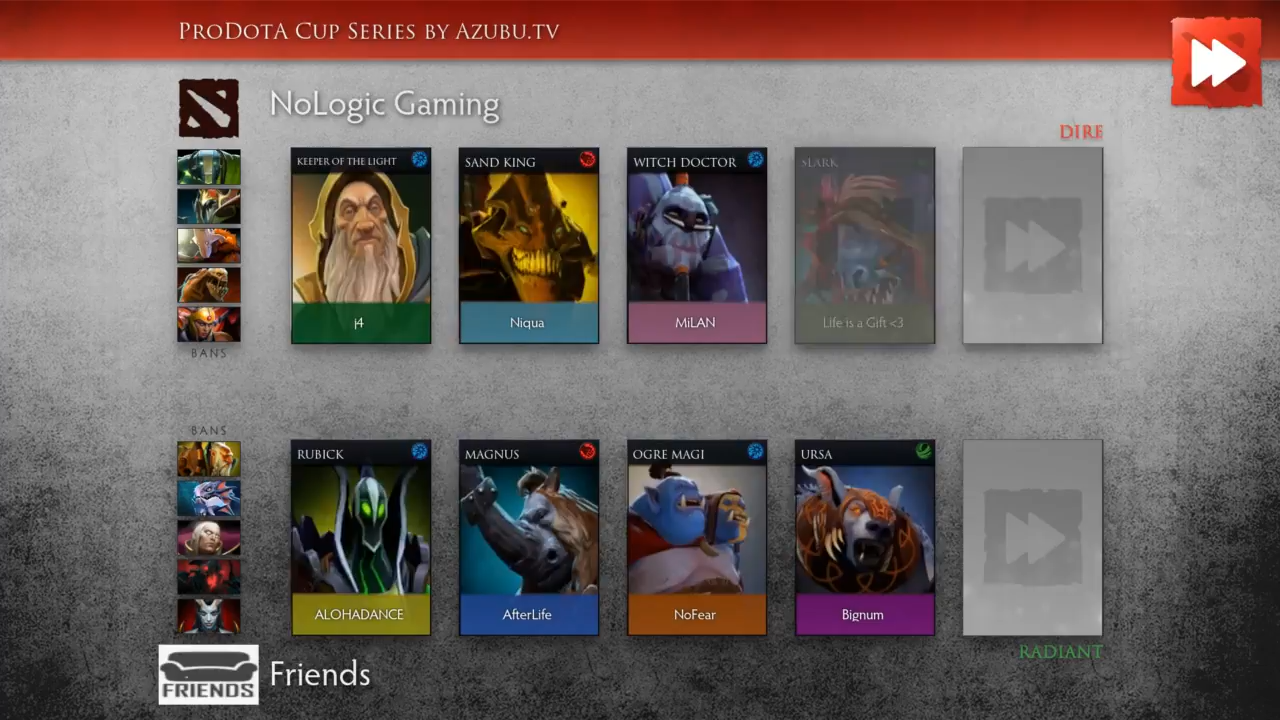 ProDotA Cup Series by Azubu.tv
NoLogic Gaming
DIRE
KEEPER OF THE LIGHT
SAND KING
WITCH DOCTOR
SLARK
j4
Niqua
MiLAN
Life is a Gift <3
BANS
BANS
RUBICK
MAGNUS
OGRE MAGI
URSA
ALOHADANCE
AfterLife
NoFear
Bignum
RADIANT
FRIENDS
Friends